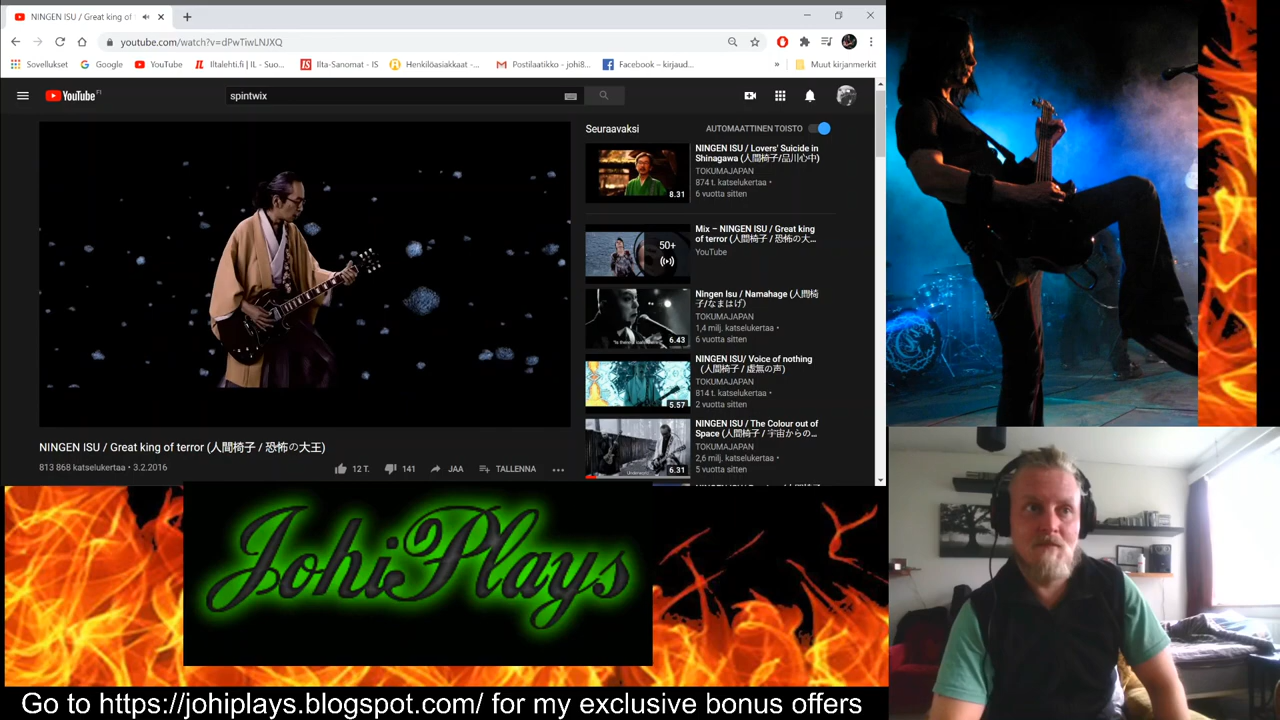 NINGEN ISU / Great king of t
youtube.com/watch?v=dPwTiwLNJXQ
Sovellukset
Google
YouTube
Iltalehti.fi | IL - Suo...
Ilta-Sanomat - IS
Henkilöasiakkaat -...
Postilaatikko - johi8...
Facebook – kirjaud...
»
Muut kirjanmerkit
YouTube FI
spintwix
Seuraavaksi
AUTOMAATTINEN TOISTO
NINGEN ISU / Lovers' Suicide in
Shinagawa (人間椅子/品川心中)
TOKUMAJAPAN
874 t. katselukertaa •
6 vuotta sitten
8.31
Mix – NINGEN ISU / Great king
of terror (人間椅子 / 恐怖の大王...
YouTube
50+
Ningen Isu / Namahage (人間椅
子/なまはげ)
TOKUMAJAPAN
1,4 milj. katselukertaa •
6 vuotta sitten
6.43
NINGEN ISU/ Voice of nothing
(人間椅子 / 虚無の声)
TOKUMAJAPAN
814 t. katselukertaa •
2 vuotta sitten
5.57
NINGEN ISU / The Colour out of
Space (人間椅子 / 宇宙からの...
TOKUMAJAPAN
2,6 milj. katselukertaa •
5 vuotta sitten
6.31
NINGEN ISU / Great king of terror (人間椅子 / 恐怖の大王)
813 868 katselukertaa • 3.2.2016
12 T.
141
JAA
TALLENNA
JohiPlays
Go to https://johiplays.blogspot.com/ for my exclusive bonus offers